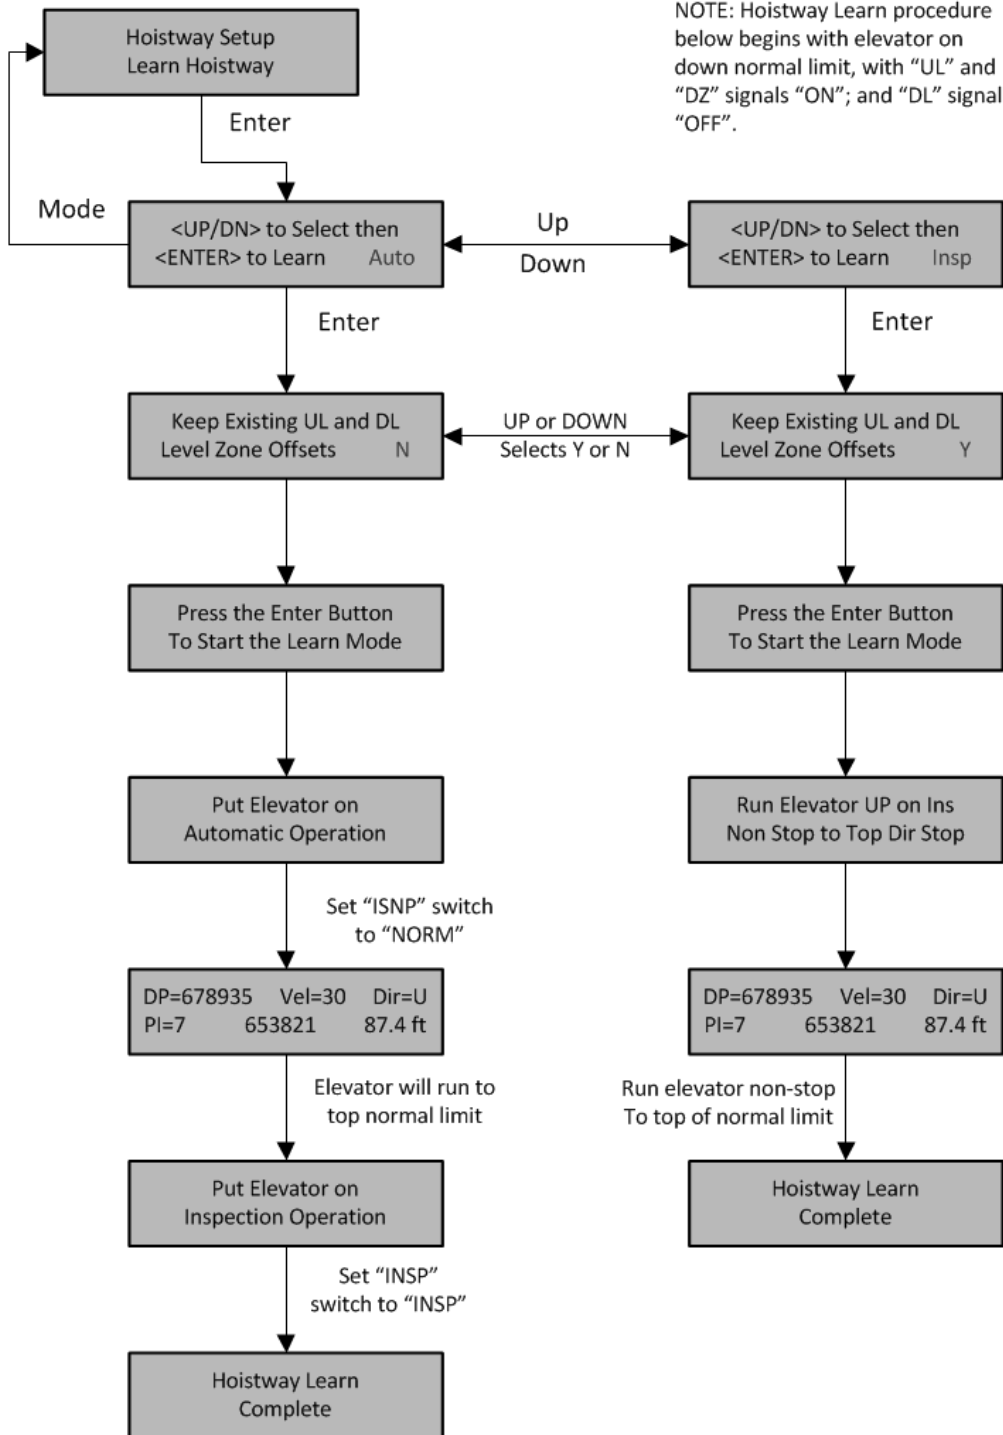 NOTE: Hoistway Learn procedure
below begins with elevator on
down normal limit, with “UL” and
“DZ” signals “ON”; and “DL” signal
“OFF”.
Hoistway Setup
Learn Hoistway
Enter
Mode
<UP/DN> to Select then
<ENTER> to Learn Auto
Up
Down
<UP/DN> to Select then
<ENTER> to Learn Insp
Enter
Enter
Keep Existing UL and DL
Level Zone Offsets N
UP or DOWN
Selects Y or N
Keep Existing UL and DL
Level Zone Offsets Y
Press the Enter Button
To Start the Learn Mode
Press the Enter Button
To Start the Learn Mode
Put Elevator on
Automatic Operation
Run Elevator UP on Ins
Non Stop to Top Dir Stop
Set “ISNP” switch
to “NORM”
DP=678935 Vel=30 Dir=U
PI=7 653821 87.4 ft
DP=678935 Vel=30 Dir=U
PI=7 653821 87.4 ft
Elevator will run to
top normal limit
Run elevator non-stop
To top of normal limit
Put Elevator on
Inspection Operation
Hoistway Learn
Complete
Set “INSP”
switch to “INSP”
Hoistway Learn
Complete